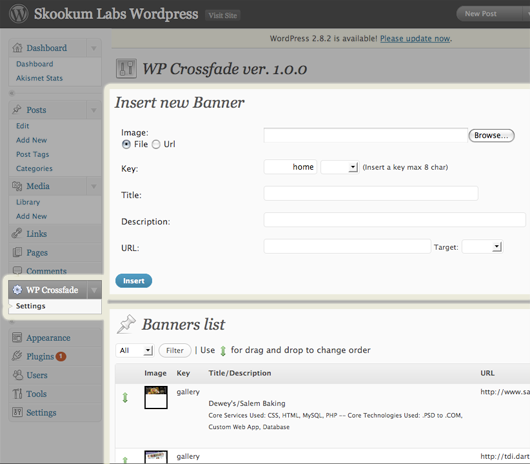 Skookum Labs Wordpress Visit Site New Post
WordPress 2.8.2 is available! Please update now.
Dashboard
Dashboard
Akismet Stats
Posts
Edit
Add New
Post Tags
Categories
Media
Library
Add New
Links
Pages
Comments
WP Crossfade
Settings
Appearance
Plugins 1
Users
Tools
Settings
WP Crossfade ver. 1.0.0
Insert new Banner
Image:
File Url
Browse...
Key: home (Insert a key max 8 char)
Title:
Description:
URL: Target:
Insert
Banners list
All Filter | Use for drag and drop to change order
Image Key Title/Description URL
gallery http://www.sa
Dewey's/Salem Baking
Core Services Used: CSS, HTML, MySQL, PHP -- Core Technologies Used: .PSD to .COM,
Custom Web App, Database
gallery http://tdi.dart